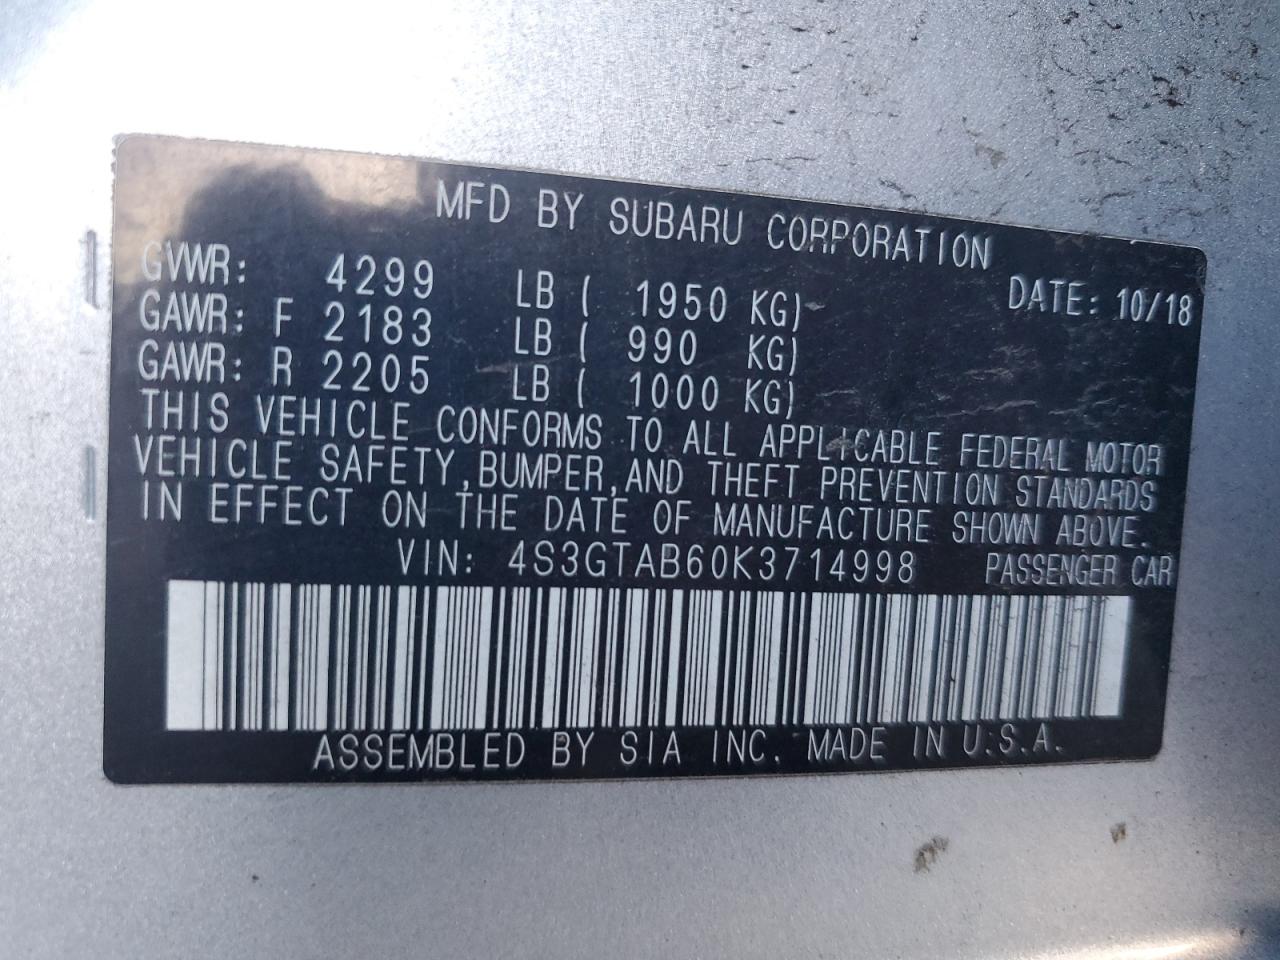 MFD BY SUBARU CORPORATION
DATE: 10/18
GVWR: 4299 LB ( 1950 KG)
GAWR: F 2183 LB ( 990 KG)
GAWR: R 2205 LB ( 1000 KG)
THIS VEHICLE CONFORMS TO ALL APPLICABLE FEDERAL MOTOR
VEHICLE SAFETY,BUMPER,AND THEFT PREVENTION STANDARDS
IN EFFECT ON THE DATE OF MANUFACTURE SHOWN ABOVE.
VIN: 4S3GTAB60K3714998 PASSENGER CAR
ASSEMBLED BY SIA INC. MADE IN U.S.A.